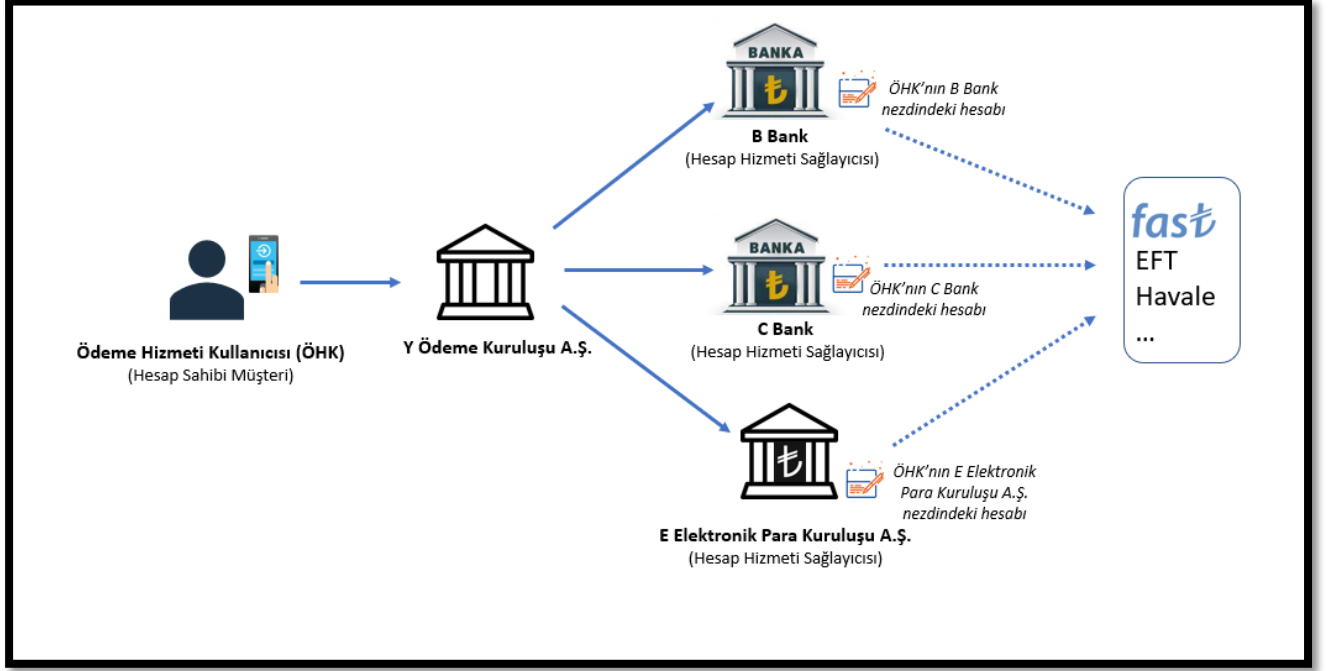 BANKA
ÖHK'nın B Bank
nezdindeki hesabı
B Bank
(Hesap Hizmeti Sağlayıcısı)
fast
EFT
Havale
...
BANKA
ÖHK'nın C Bank
nezdindeki hesabı
C Bank
(Hesap Hizmeti Sağlayıcısı)
Ödeme Hizmeti Kullanıcısı (ÖHK)
(Hesap Sahibi Müşteri)
Y Ödeme Kuruluşu A.Ş.
ÖHK'nın E Elektronik
Para Kuruluşu A.Ş.
nezdindeki hesabı
E Elektronik Para Kuruluşu A.Ş.
(Hesap Hizmeti Sağlayıcısı)